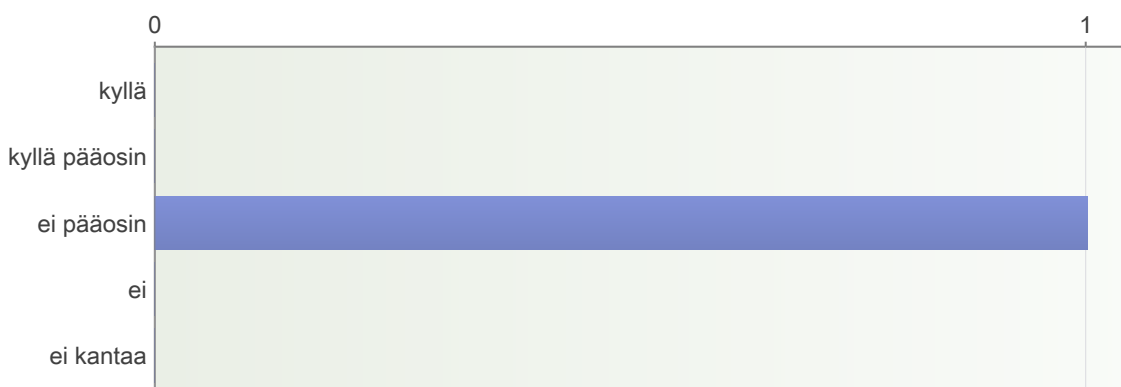 0 1
kyllä
kyllä pääosin
ei pääosin
ei
ei kantaa